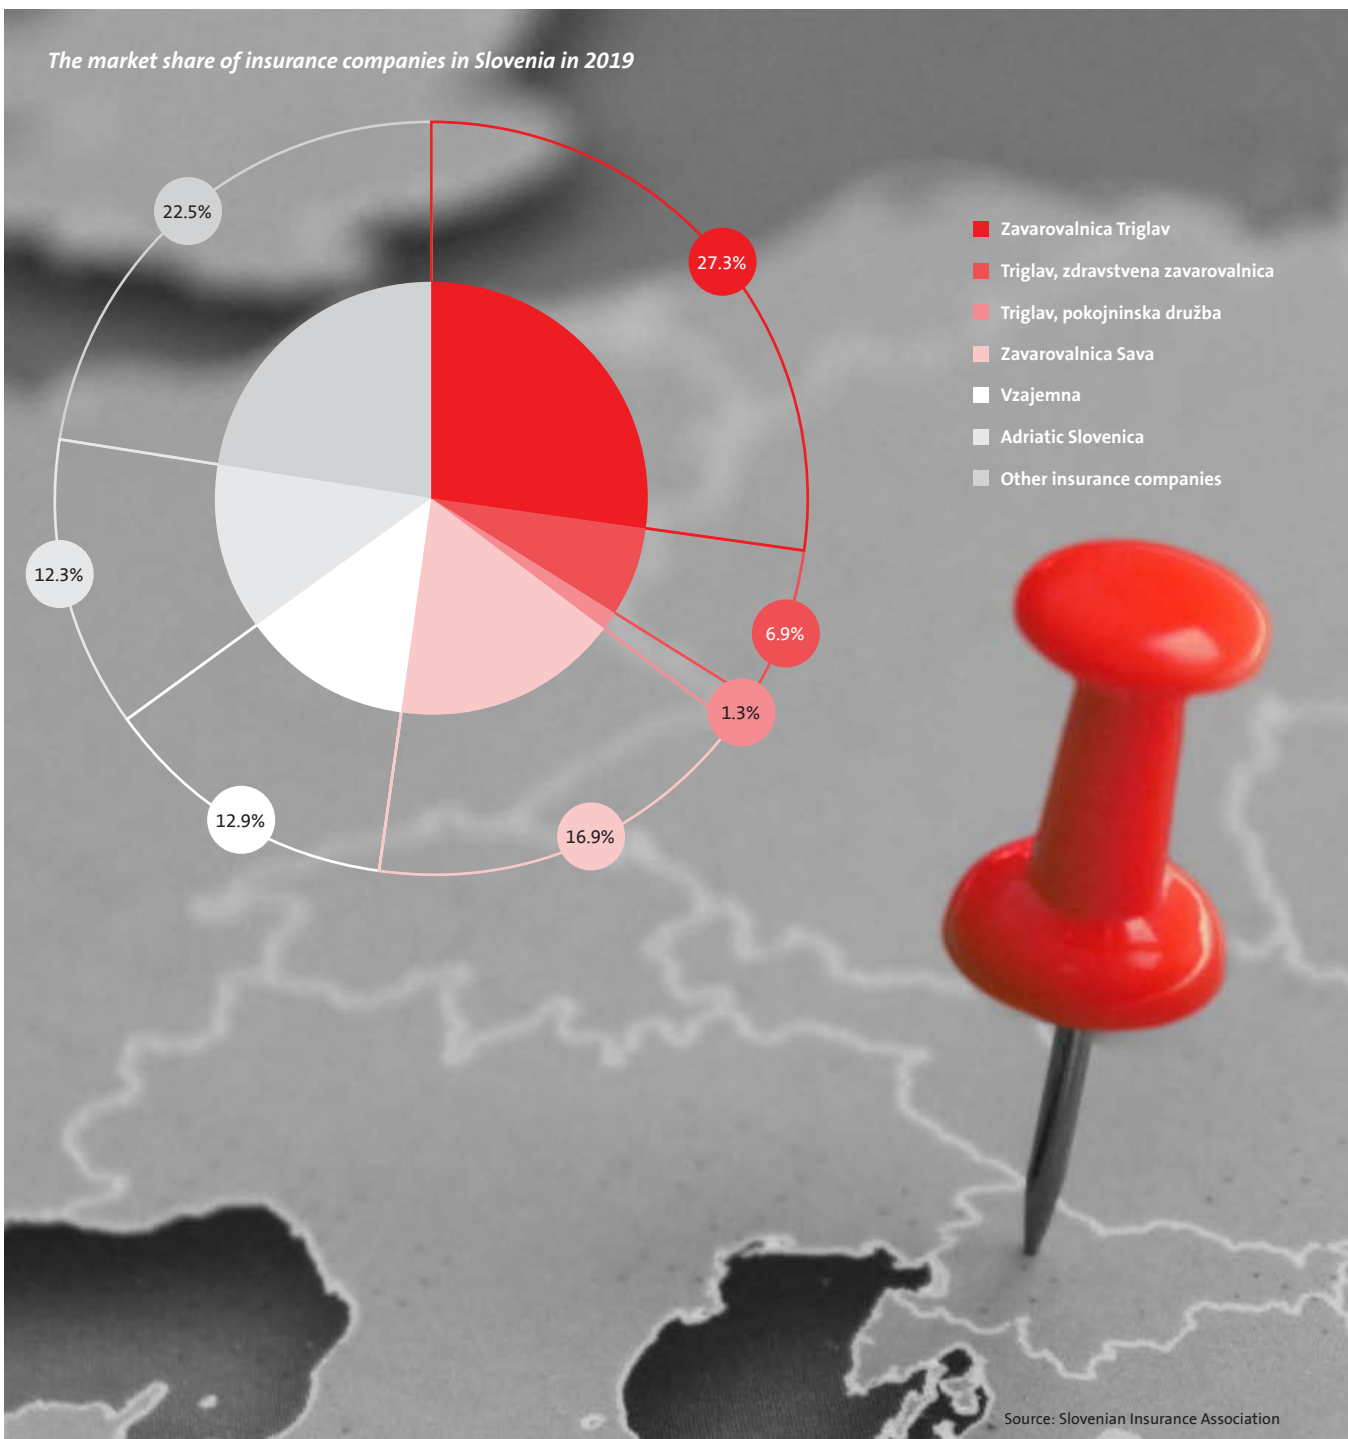 The market share of insurance companies in Slovenia in 2019
22.5%
27.3%
12.3%
6.9%
1.3%
12.9%
16.9%
Zavarovalnica Triglav
Triglav, zdravstvena zavarovalnica
Triglav, pokojninska družba
Zavarovalnica Sava
Vzajemna
Adriatic Slovenica
Other insurance companies
Source: Slovenian Insurance Association